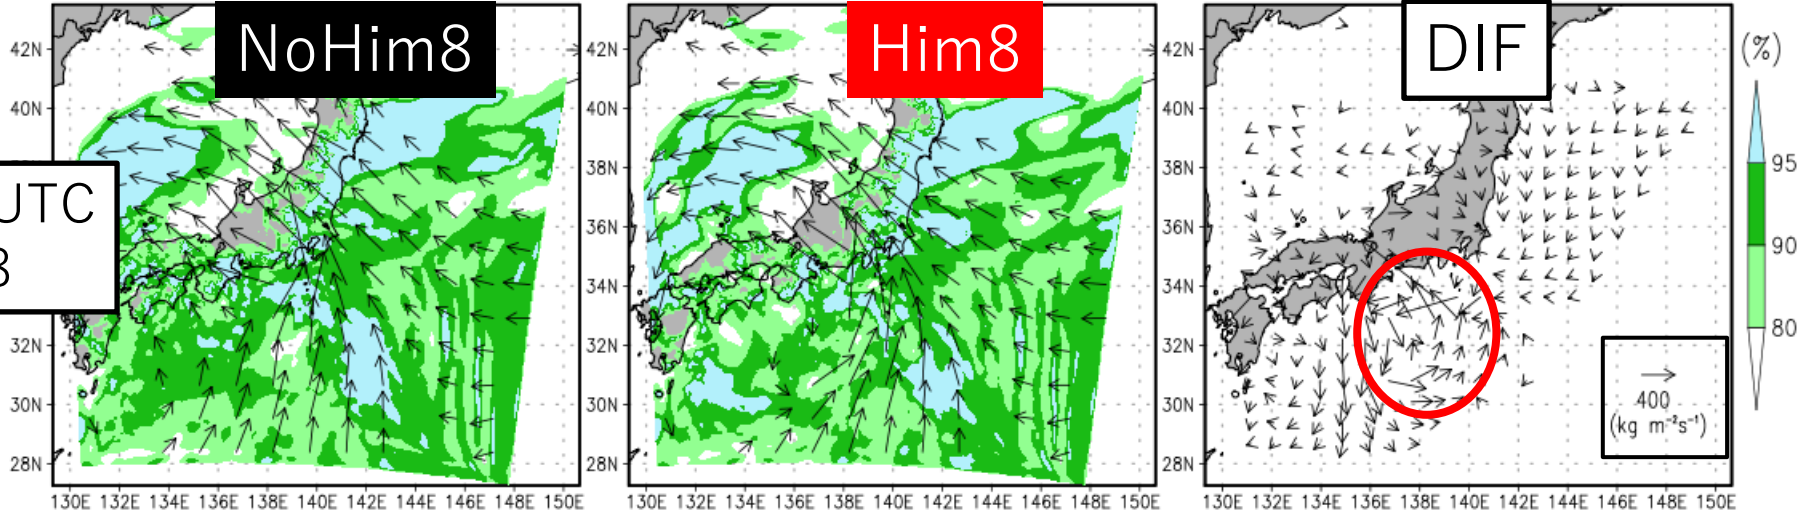 NoHim8
Him8
DIF
(%)
UTC
8
42N
40N
38N
36N
34N
32N
30N
28N
130E 132E 134E 136E 138E 140E 142E 144E 146E 148E 150E
42N
40N
38N
36N
34N
32N
30N
28N
130E 132E 134E 136E 138E 140E 142E 144E 146E 148E 150E
42N
40N
38N
36N
34N
32N
30N
28N
130E 132E 134E 136E 138E 140E 142E 144E 146E 148E 150E
400
(kg m⁻²s⁻¹)
95
90
80